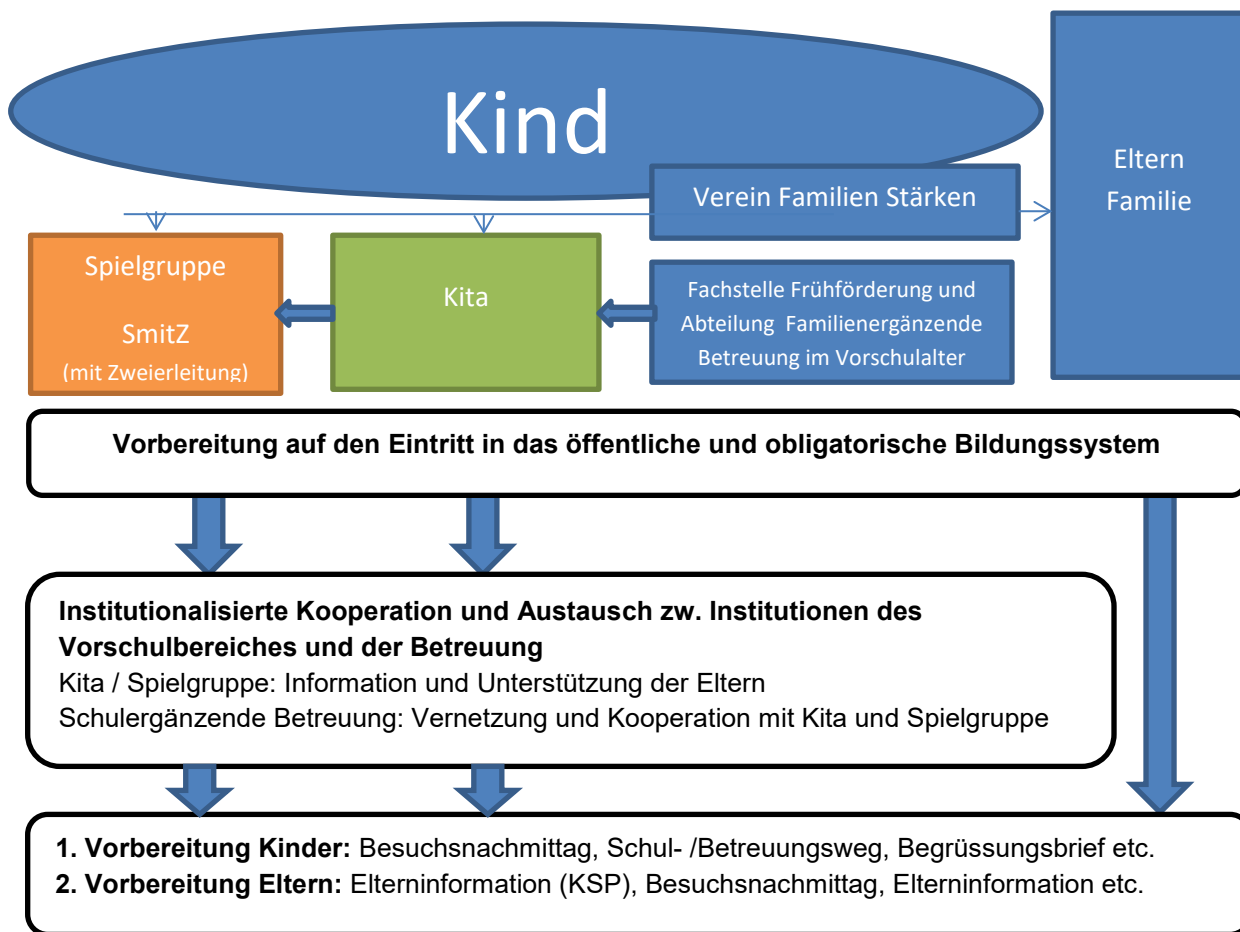 Kind
Eltern
Familie
Verein Familien Stärken
Spielgruppe
SmitZ
(mit Zweierleitung)
Kita
Fachstelle Frühförderung und
Abteilung Familienergänzende
Betreuung im Vorschulalter
Vorbereitung auf den Eintritt in das öffentliche und obligatorische Bildungssystem
Institutionalisierte Kooperation und Austausch zw. Institutionen des
Vorschulbereiches und der Betreuung
Kita / Spielgruppe: Information und Unterstützung der Eltern
Schulergänzende Betreuung: Vernetzung und Kooperation mit Kita und Spielgruppe
1. Vorbereitung Kinder: Besuchsnachmittag, Schul- /Betreuungsweg, Begrüssungsbrief etc.
2. Vorbereitung Eltern: Elterninformation (KSP), Besuchsnachmittag, Elterninformation etc.